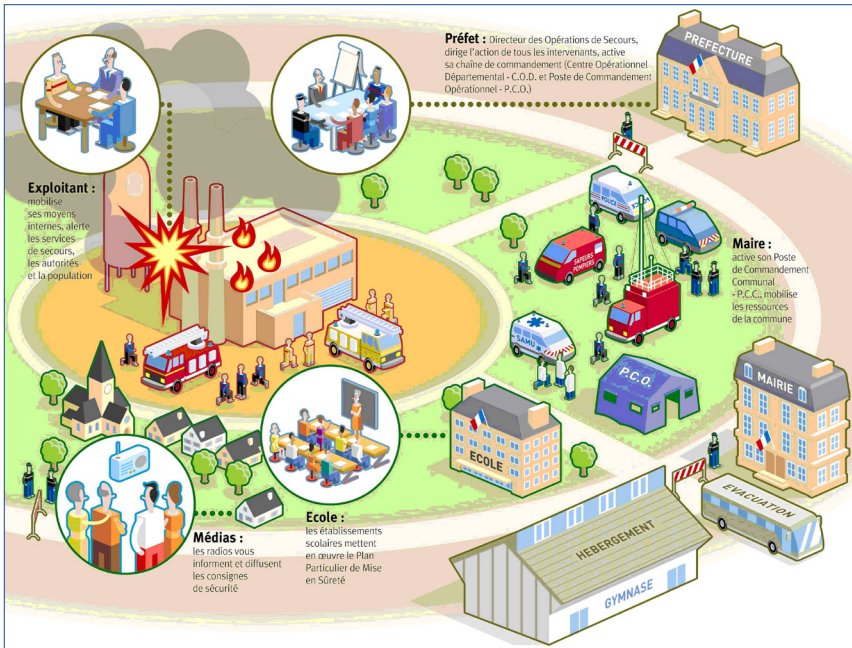 Préfet : Directeur des Opérations de Secours,
dirige l'action de tous les intervenants, active
sa chaîne de commandement (Centre Opérationnel
Départemental - C.O.D. et Poste de Commandement
Opérationnel - P.C.O.)
PREFECTURE
Exploitant :
mobilise
ses moyens
internes, alerte
les services
de secours,
les autorités
et la population
POLICE
POLICE
SAPEURS
POMPIERS
Maire :
active son Poste
de Commandement
Communal
- P.C.C., mobilise
les ressources
de la commune
SAMU
P.C.O.
MAIRIE
ECOLE
EVACUATION
HEBERGEMENT
GYMNASE
Médias :
les radios vous
informent et diffusent
les consignes
de sécurité
Ecole :
les établissements
scolaires mettent
en œuvre le Plan
Particulier de Mise
en Sûreté